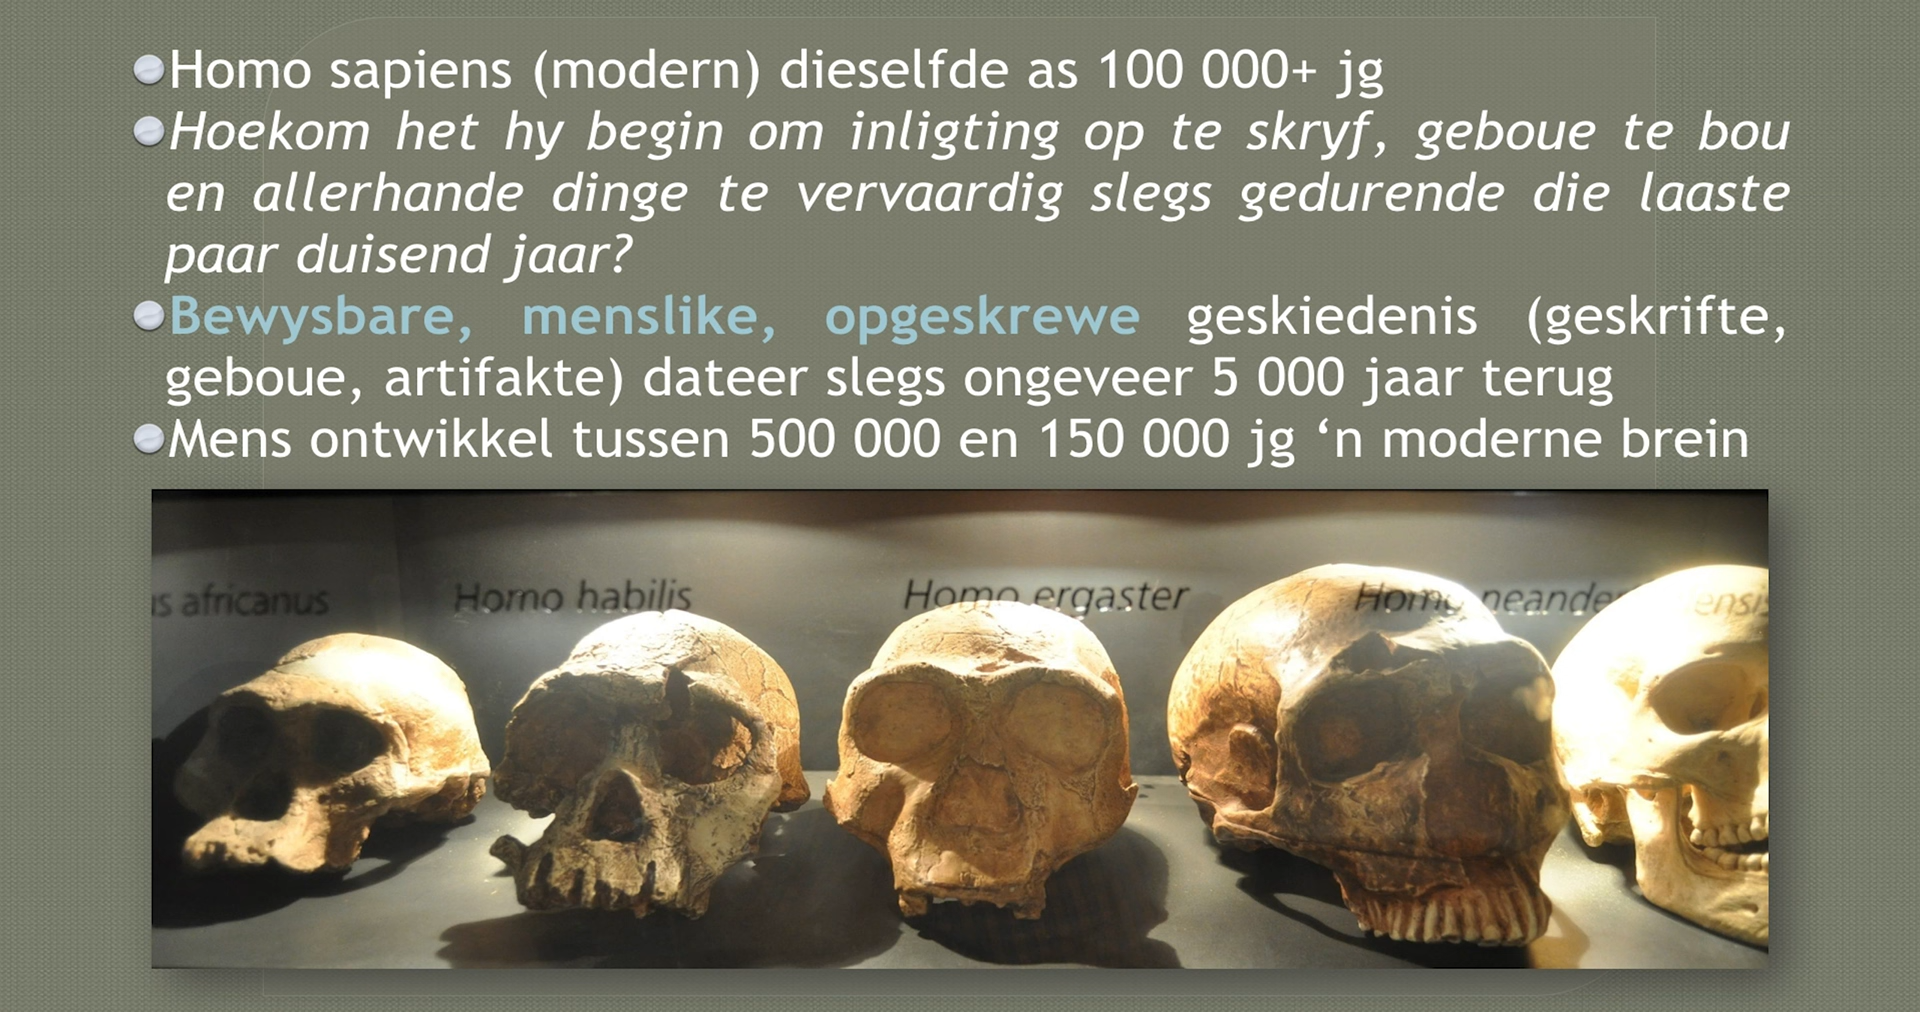 Homo sapiens (modern) dieselfde as 100 000+ jg
Hoekom het hy begin om inligting op te skryf, geboue te bou
en allerhande dinge te vervaardig slegs gedurende die laaste
paar duisend jaar?
Bewysbare, menslike, opgeskrewe geskiedenis (geskrifte,
geboue, artifakte) dateer slegs ongeveer 5 000 jaar terug
Mens ontwikkel tussen 500 000 en 150 000 jg ‘n moderne brein
africanus Homo habilis Homo ergaster Homo